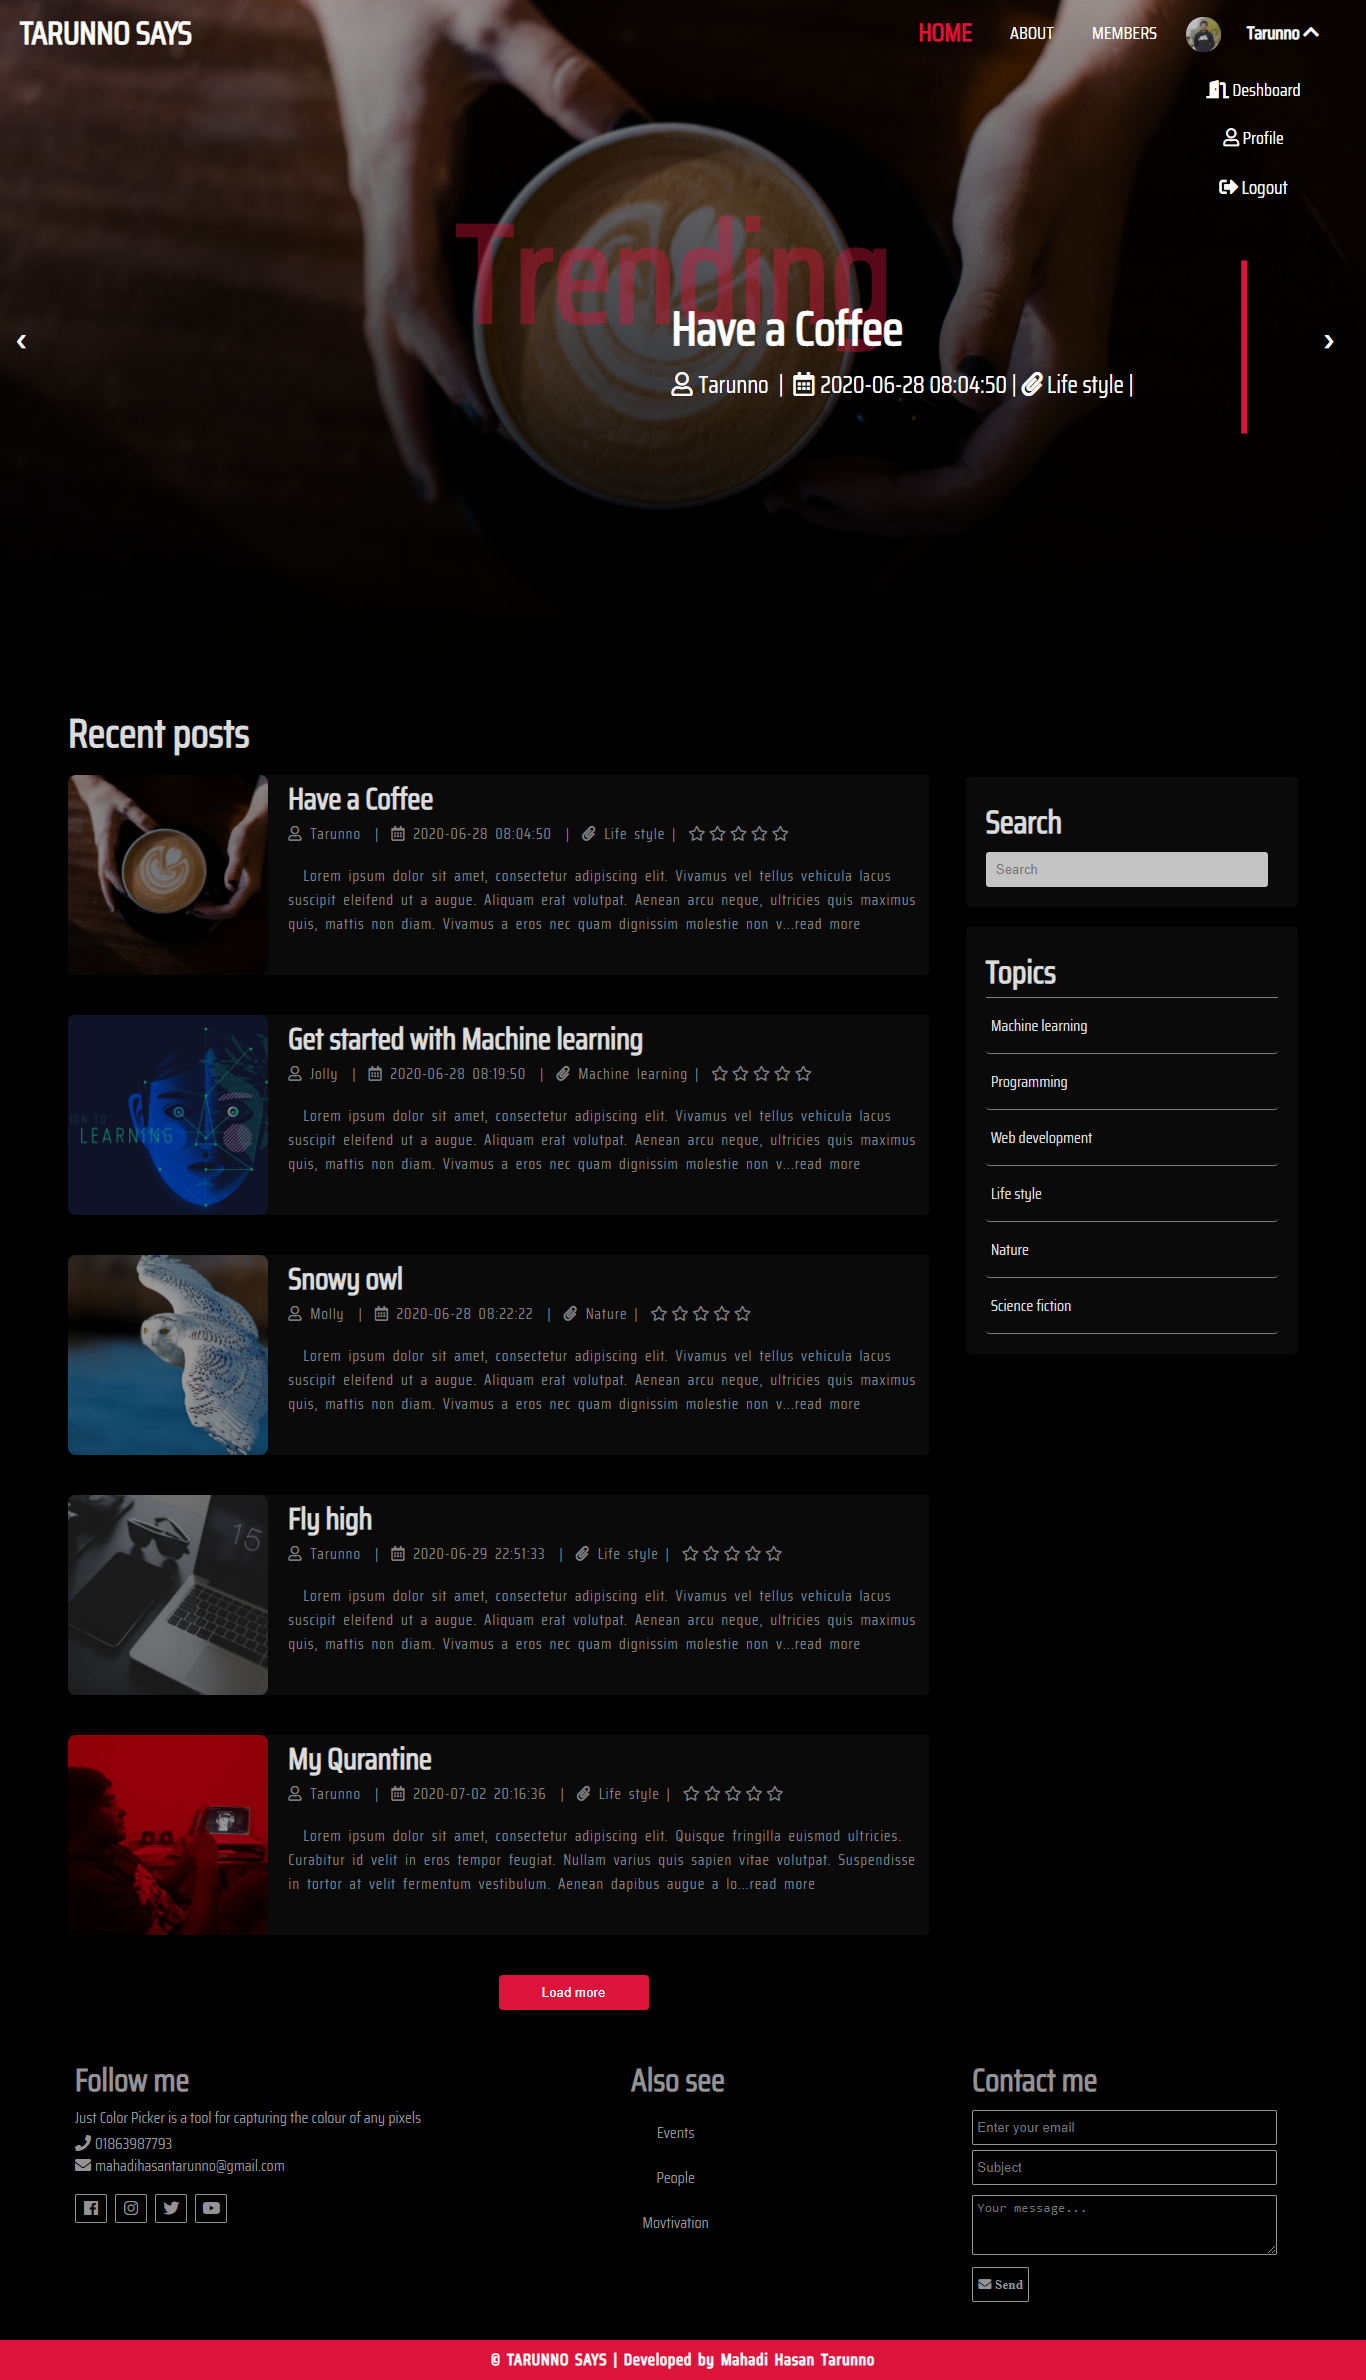 TARUNNO SAYS
HOME ABOUT MEMBERS Tarunno
Deshboard
Profile
Logout
Trending
Have a Coffee
Tarunno | 2020-06-28 08:04:50 | Life style |
‹ ›
Recent posts
Have a Coffee
Tarunno | 2020-06-28 08:04:50 | Life style |
Lorem ipsum dolor sit amet, consectetur adipiscing elit. Vivamus vel tellus vehicula lacus
suscipit eleifend ut a augue. Aliquam erat volutpat. Aenean arcu neque, ultricies quis maximus
quis, mattis non diam. Vivamus a eros nec quam dignissim molestie non v...read more
ION TO
LEARNING
Get started with Machine learning
Jolly | 2020-06-28 08:19:50 | Machine learning |
Lorem ipsum dolor sit amet, consectetur adipiscing elit. Vivamus vel tellus vehicula lacus
suscipit eleifend ut a augue. Aliquam erat volutpat. Aenean arcu neque, ultricies quis maximus
quis, mattis non diam. Vivamus a eros nec quam dignissim molestie non v...read more
Snowy owl
Molly | 2020-06-28 08:22:22 | Nature |
Lorem ipsum dolor sit amet, consectetur adipiscing elit. Vivamus vel tellus vehicula lacus
suscipit eleifend ut a augue. Aliquam erat volutpat. Aenean arcu neque, ultricies quis maximus
quis, mattis non diam. Vivamus a eros nec quam dignissim molestie non v...read more
15
Fly high
Tarunno | 2020-06-29 22:51:33 | Life style |
Lorem ipsum dolor sit amet, consectetur adipiscing elit. Vivamus vel tellus vehicula lacus
suscipit eleifend ut a augue. Aliquam erat volutpat. Aenean arcu neque, ultricies quis maximus
quis, mattis non diam. Vivamus a eros nec quam dignissim molestie non v...read more
My Qurantine
Tarunno | 2020-07-02 20:16:36 | Life style |
Lorem ipsum dolor sit amet, consectetur adipiscing elit. Quisque fringilla euismod ultricies.
Curabitur id velit in eros tempor feugiat. Nullam varius quis sapien vitae volutpat. Suspendisse
in tortor at velit fermentum vestibulum. Aenean dapibus augue a lo...read more
Load more
Search
Search
Topics
Machine learning
Programming
Web development
Life style
Nature
Science fiction
Follow me
Just Color Picker is a tool for capturing the colour of any pixels
01863987793
mahadihasantarunno@gmail.com
Also see
Events
People
Movtivation
Contact me
Enter your email
Subject
Your message...
Send
© TARUNNO SAYS | Developed by Mahadi Hasan Tarunno